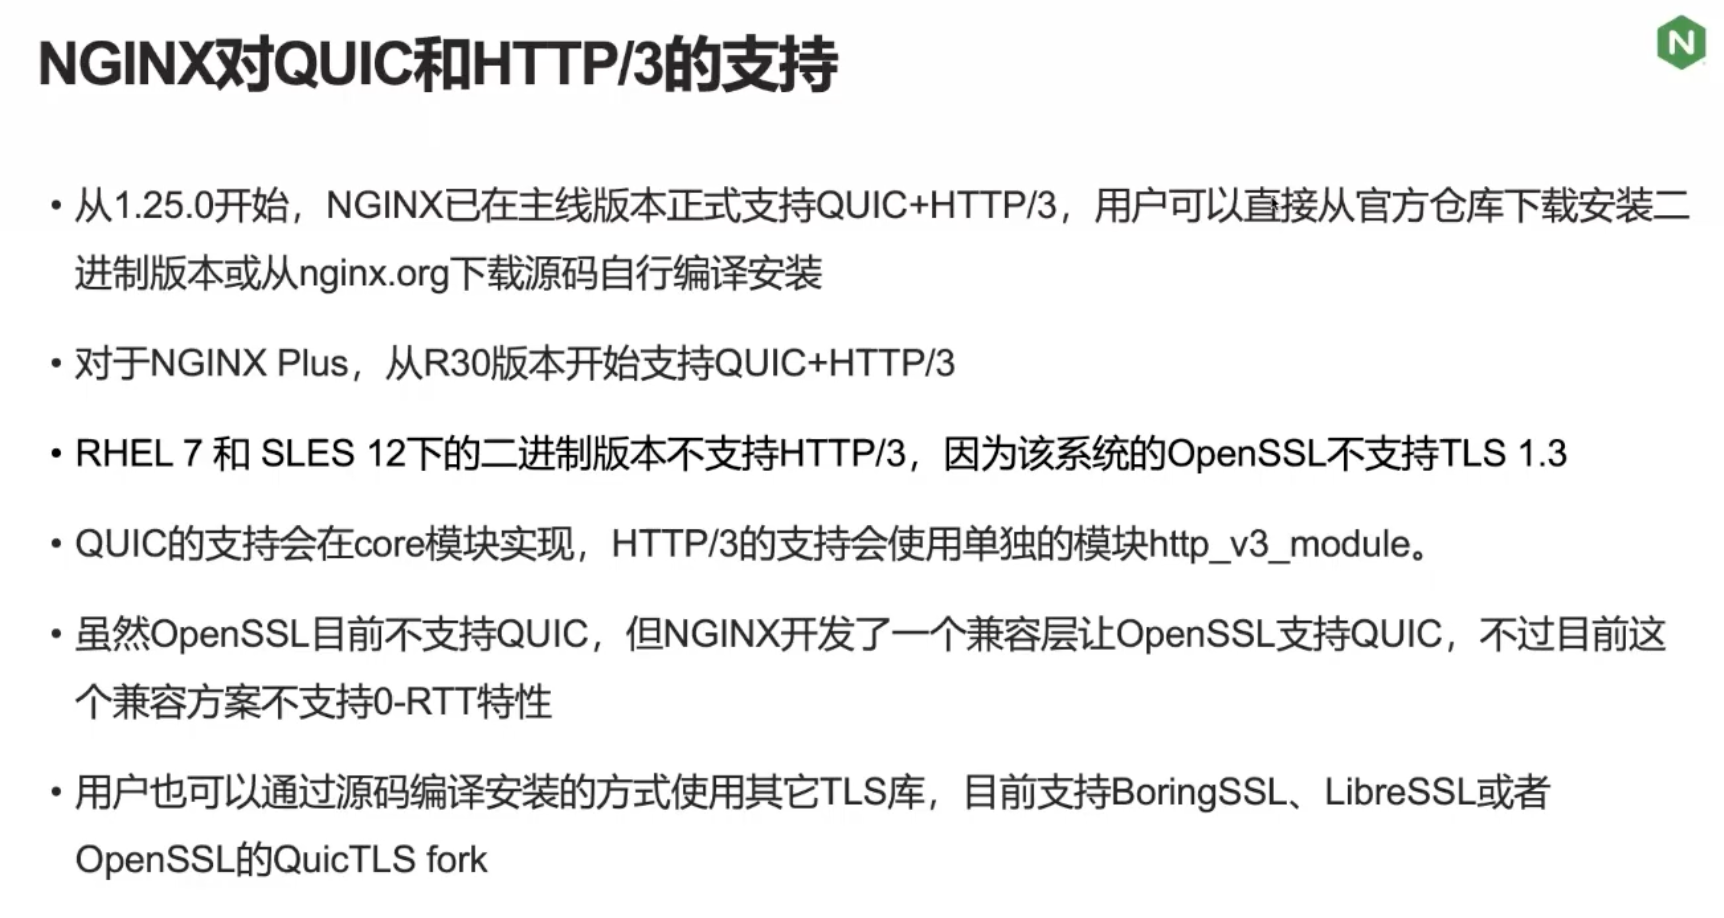 NGINX对QUIC和HTTP/3的支持
N
• 从1.25.0开始，NGINX已在主线版本正式支持QUIC+HTTP/3，用户可以直接从官方仓库下载安装二
进制版本或从nginx.org下载源码自行编译安装
• 对于NGINX Plus，从R30版本开始支持QUIC+HTTP/3
• RHEL 7 和 SLES 12下的二进制版本不支持HTTP/3，因为该系统的OpenSSL不支持TLS 1.3
• QUIC的支持会在core模块实现，HTTP/3的支持会使用单独的模块http_v3_module。
• 虽然OpenSSL目前不支持QUIC，但NGINX开发了一个兼容层让OpenSSL支持QUIC，不过目前这
个兼容方案不支持0-RTT特性
• 用户也可以通过源码编译安装的方式使用其它TLS库，目前支持BoringSSL、LibreSSL或者
OpenSSL的QuicTLS fork